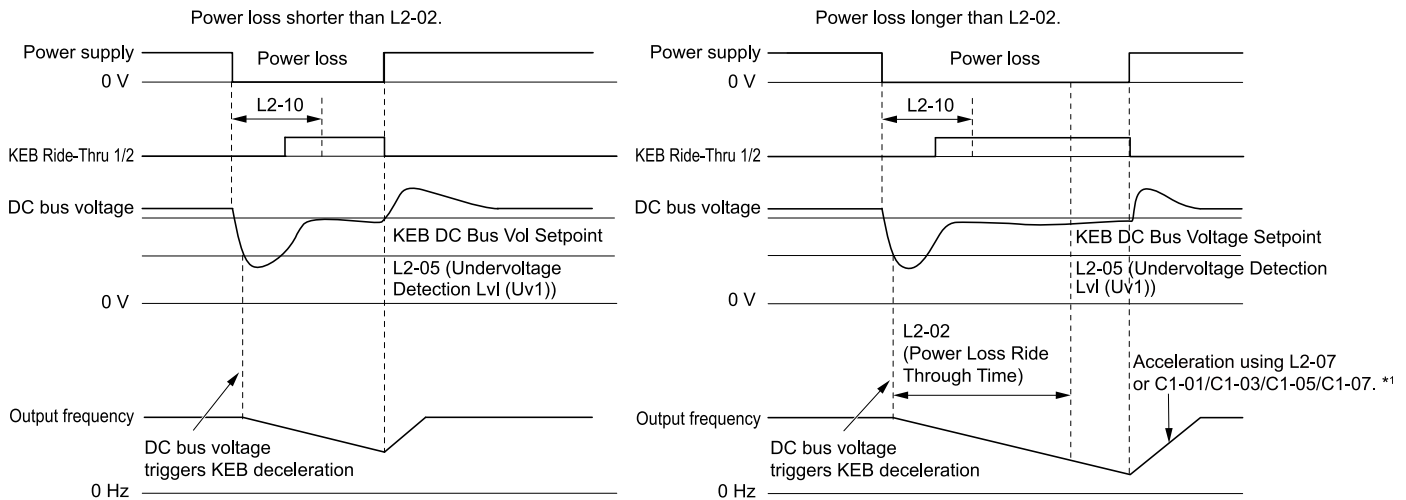 Power loss shorter than L2-02.
Power supply
Power loss
0 V
L2-10
KEB Ride-Thru 1/2
DC bus voltage
KEB DC Bus Vol Setpoint
L2-05 (Undervoltage
Detection Lvl (Uv1))
0 V
Output frequency
DC bus voltage
triggers KEB deceleration
0 Hz
Power loss longer than L2-02.
Power supply
Power loss
0 V
L2-10
KEB Ride-Thru 1/2
DC bus voltage
KEB DC Bus Voltage Setpoint
L2-05 (Undervoltage Detection
Lvl (Uv1))
0 V
L2-02
(Power Loss Ride
Through Time)
Acceleration using L2-07
or C1-01/C1-03/C1-05/C1-07. *1
Output frequency
DC bus voltage
triggers KEB deceleration
0 Hz